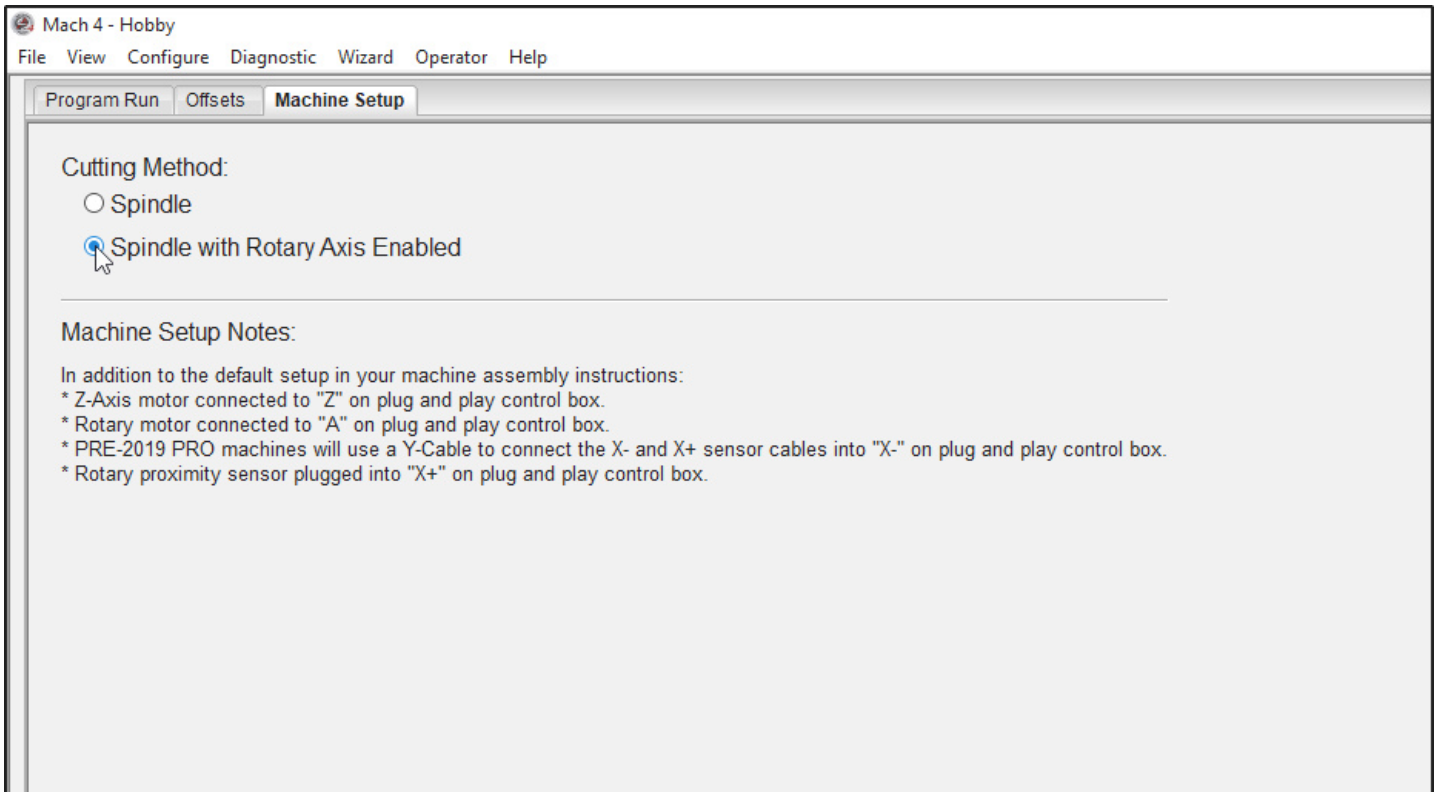 Mach 4 - Hobby
File View Configure Diagnostic Wizard Operator Help
Program Run Offsets Machine Setup
Cutting Method:
Spindle
Spindle with Rotary Axis Enabled
Machine Setup Notes:
In addition to the default setup in your machine assembly instructions:
* Z-Axis motor connected to "Z" on plug and play control box.
* Rotary motor connected to "A" on plug and play control box.
* PRE-2019 PRO machines will use a Y-Cable to connect the X- and X+ sensor cables into "X-" on plug and play control box.
* Rotary proximity sensor plugged into "X+" on plug and play control box.